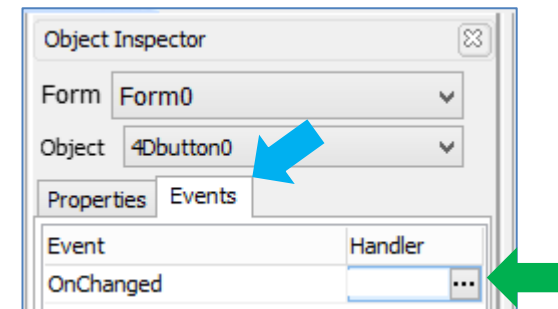 Object Inspector
Form Form0
Object 4Dbutton0
Properties Events
Event Handler
OnChanged ...